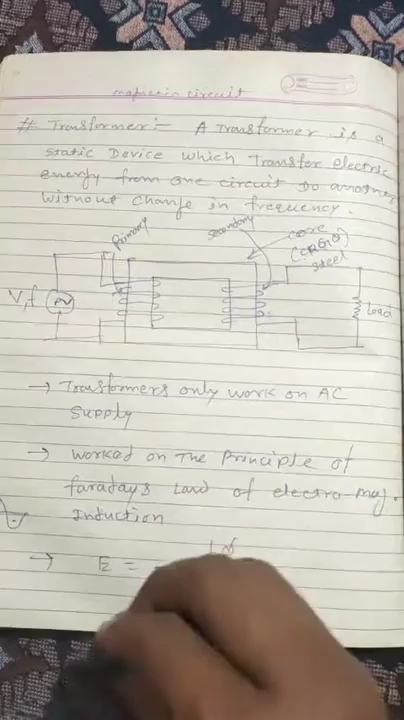 magnetic circuit
# Transformer:- A Transformer is a
static Device which Transfer electric
energy from one circuit to another
without change in frequency.
Primary
Secondary
core
(CRGO)
steel
V,f
Load
→ Transformers only work on AC
supply
→ worked on The Principle of
faradays Law of electro-mag.
Induction
→ E =